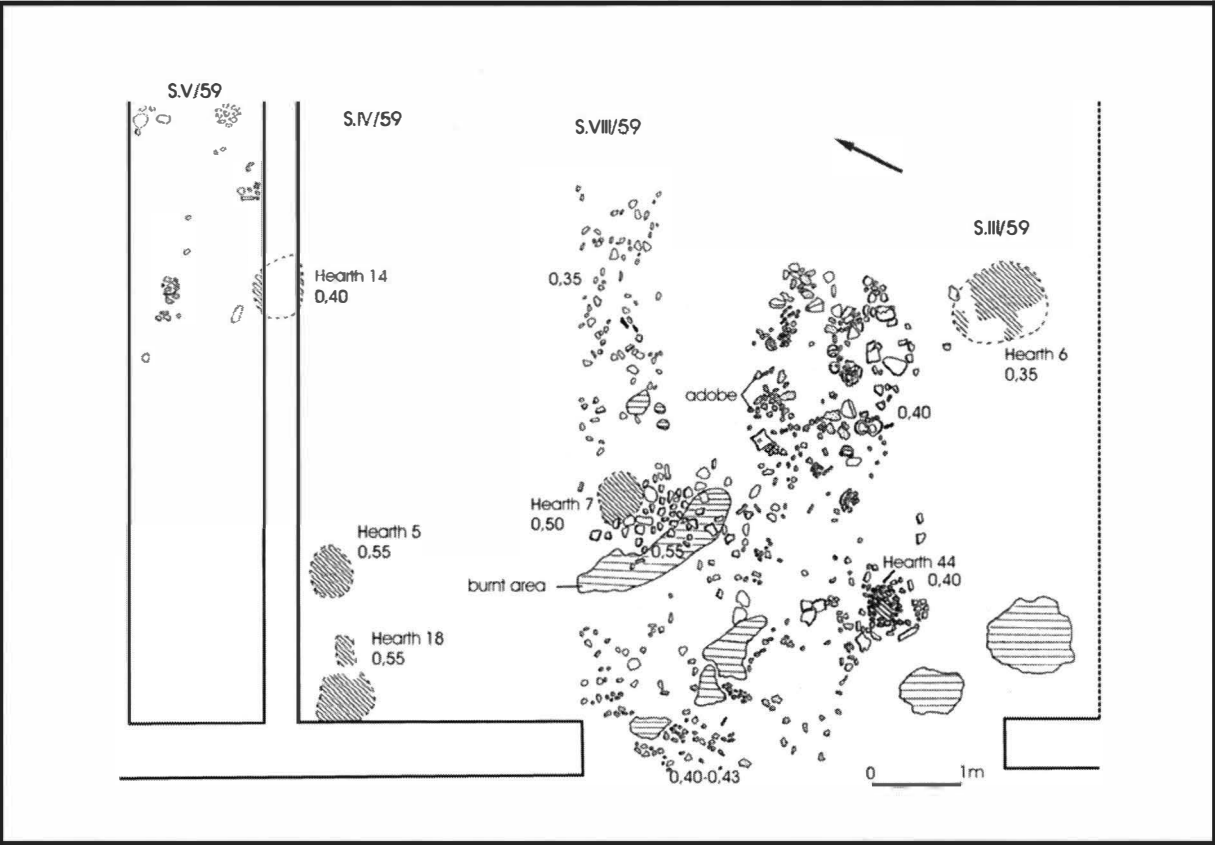 S.V/59
S.IV/59
S.VIII/59
S.III/59
Hearth 14
0,40
0,35
Hearth 6
0,35
adobe
0,40
Hearth 7
0,50
Hearth 5
0,55
0,55
burnt area
Hearth 44
0,40
Hearth 18
0,55
0,40-0,43
0
1m